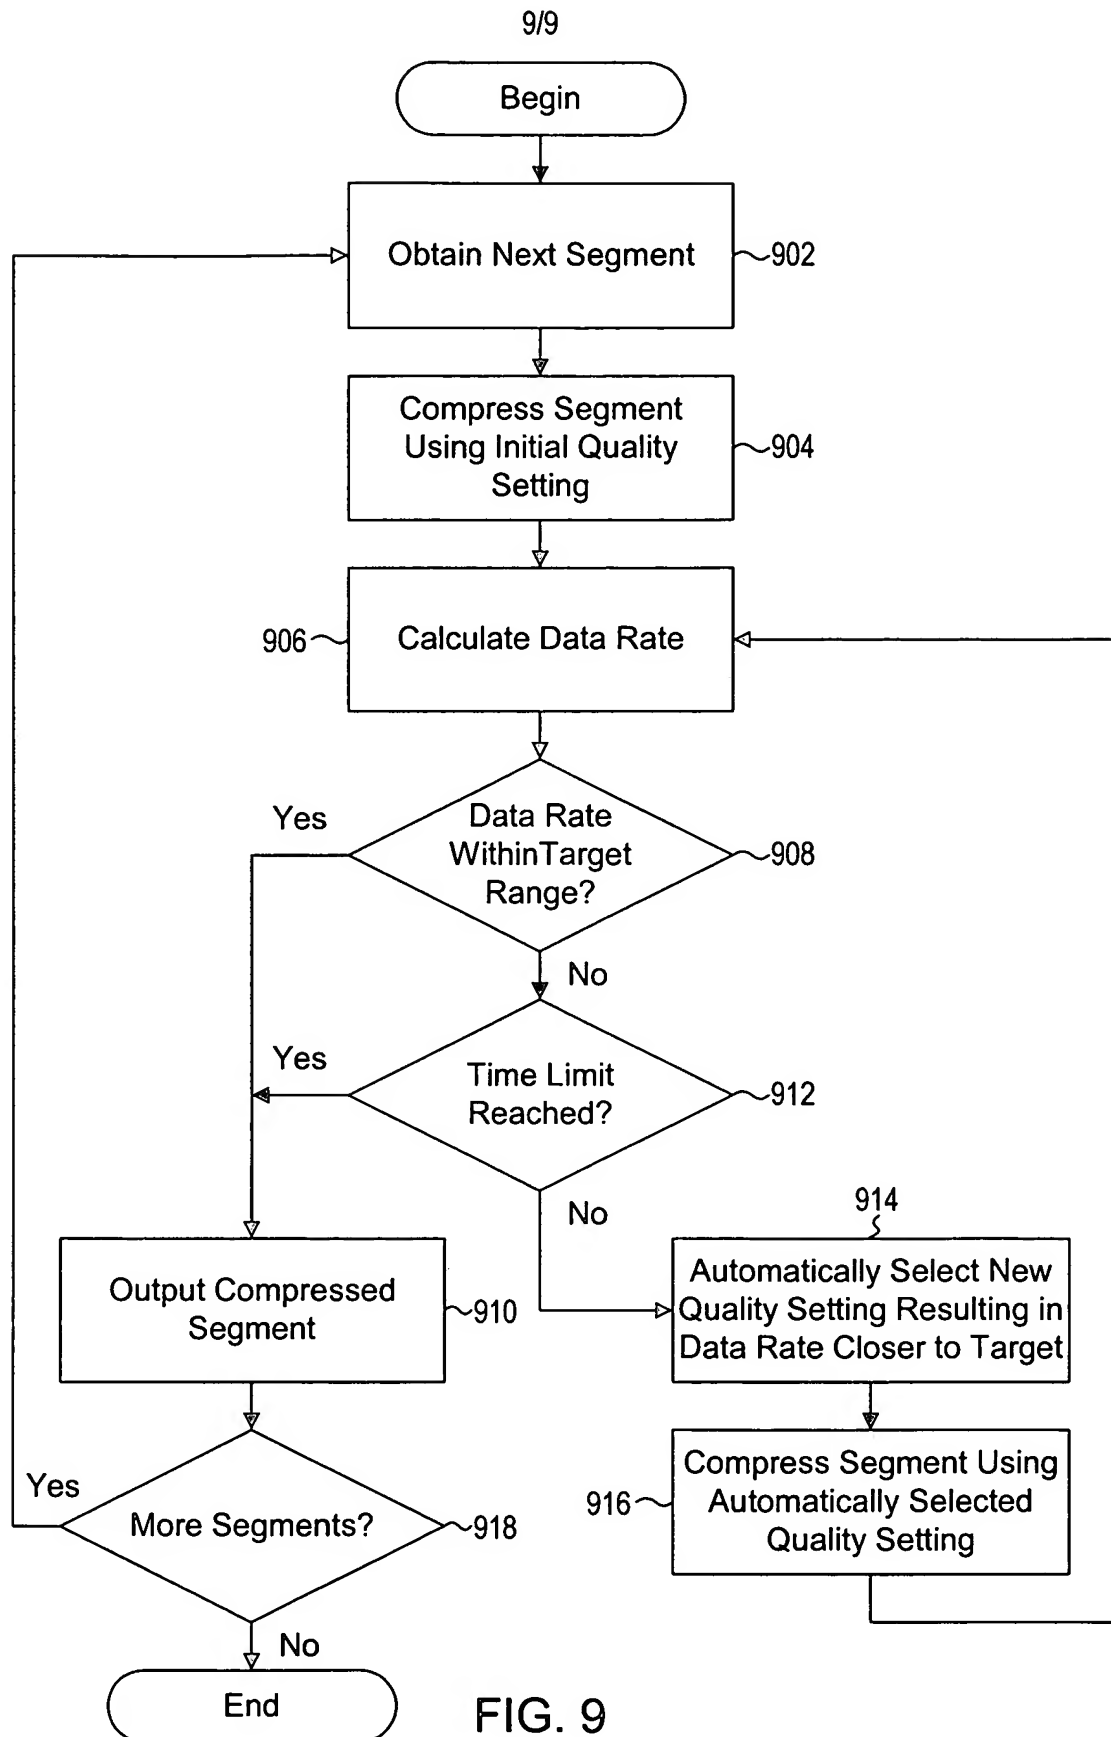 9/9
Begin
Obtain Next Segment
902
Compress Segment
Using Initial Quality
Setting
904
906
Calculate Data Rate
Yes
Data Rate
WithinTarget
Range?
908
No
Yes
Time Limit
Reached?
912
No
914
Output Compressed
Segment
910
Automatically Select New
Quality Setting Resulting in
Data Rate Closer to Target
Yes
More Segments?
918
916
Compress Segment Using
Automatically Selected
Quality Setting
No
End
FIG. 9